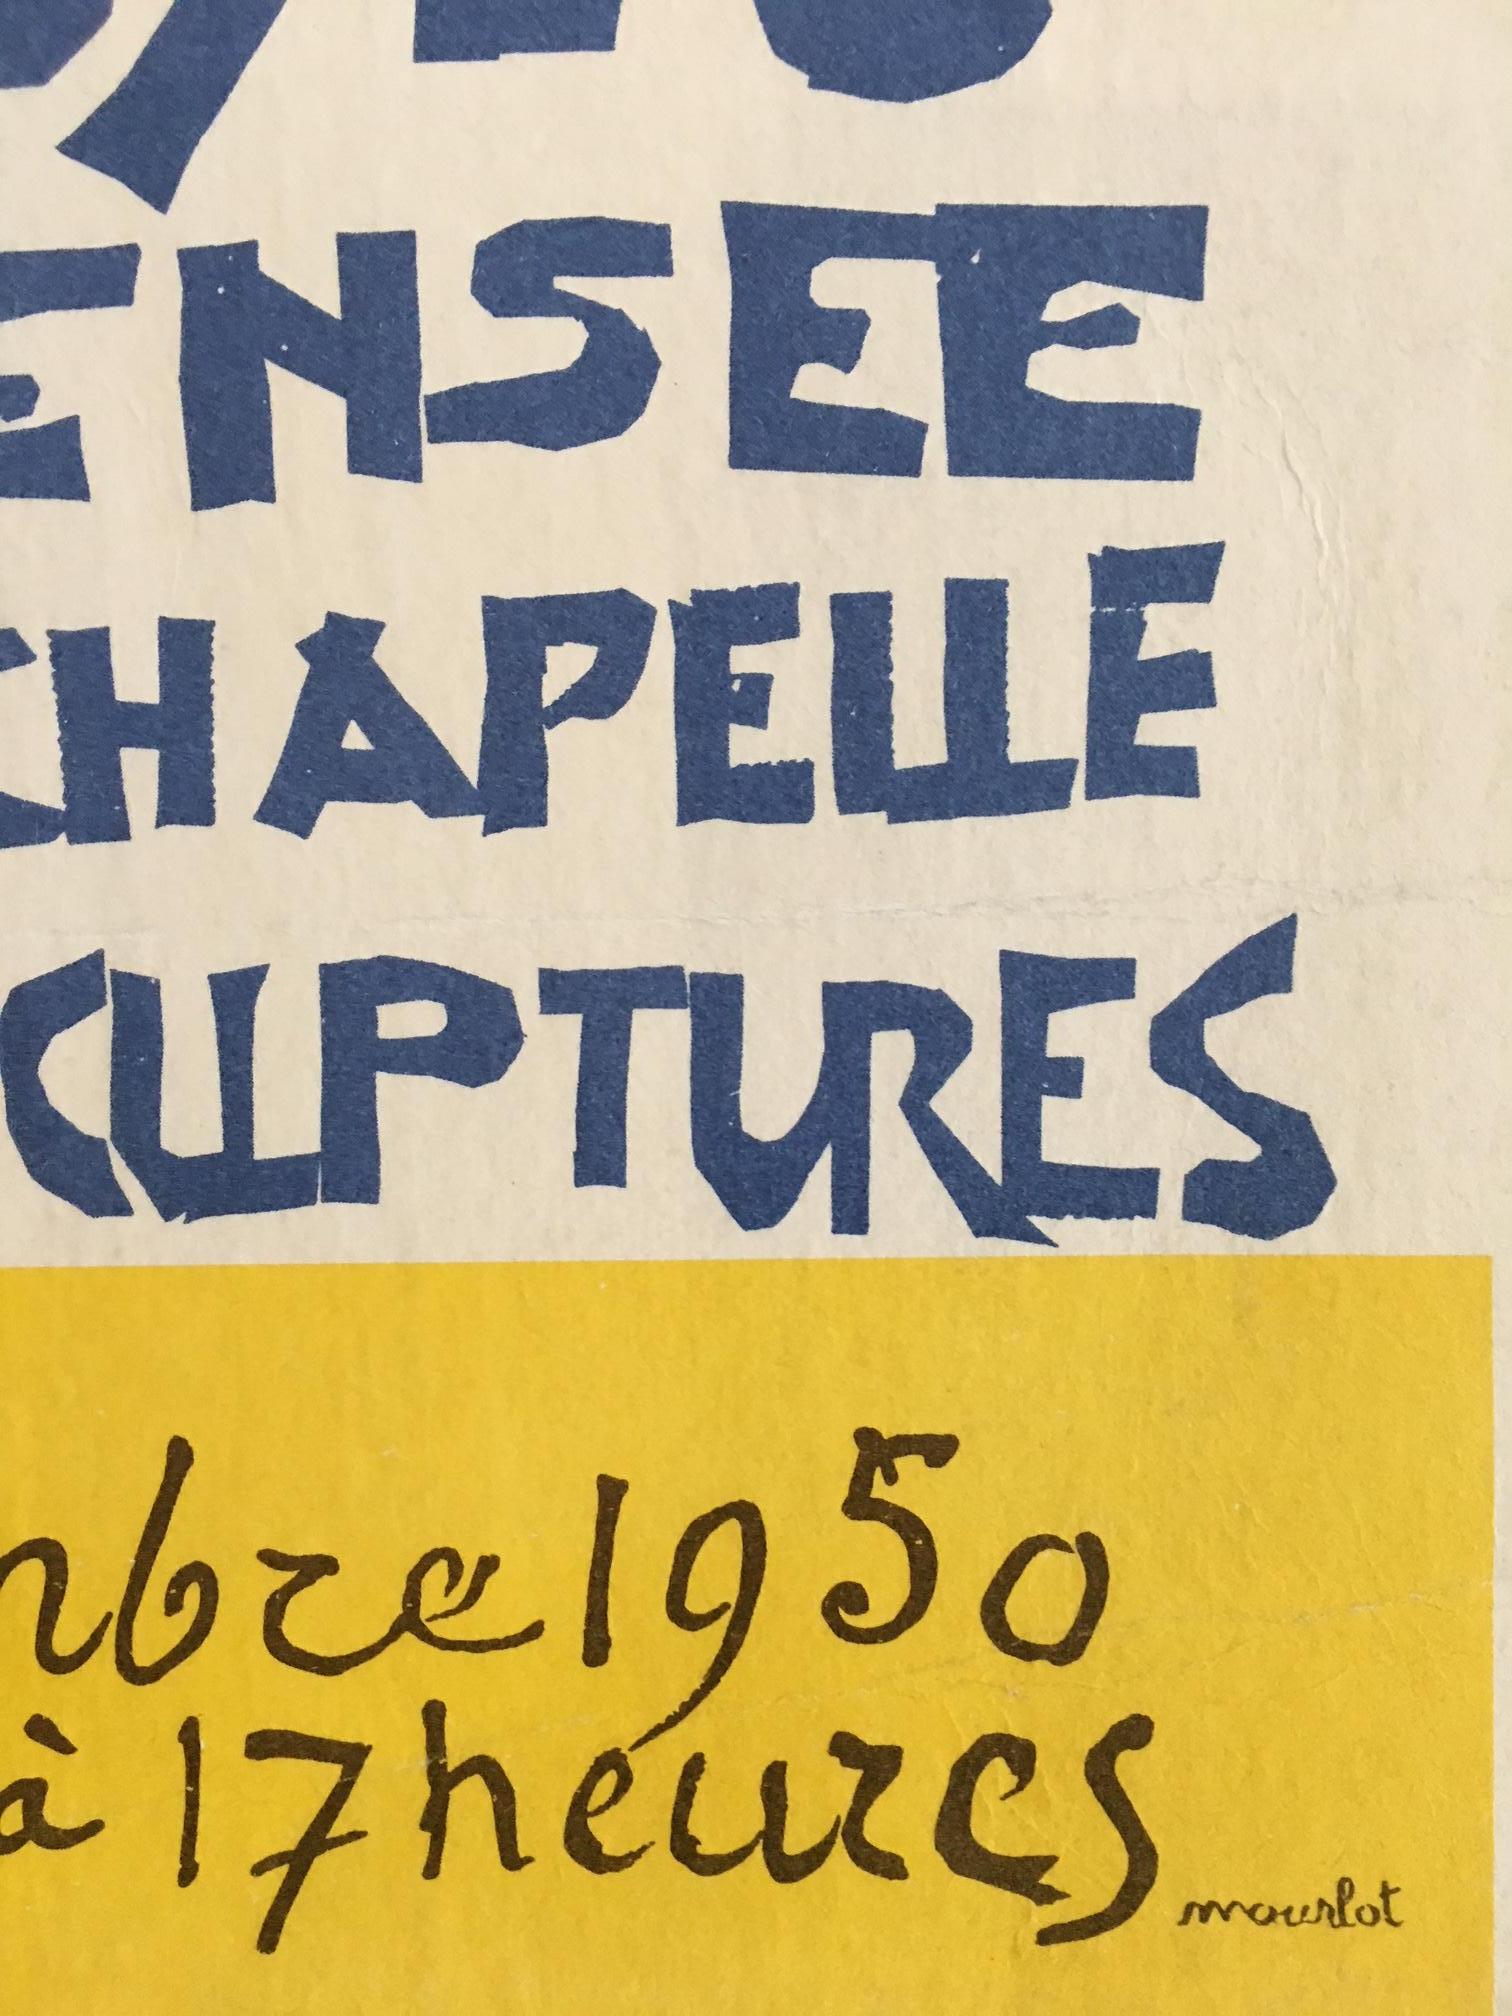 ENSEE
CHAPELLE
CULPTURES
mbre 1950
à 17 heures
mourlot